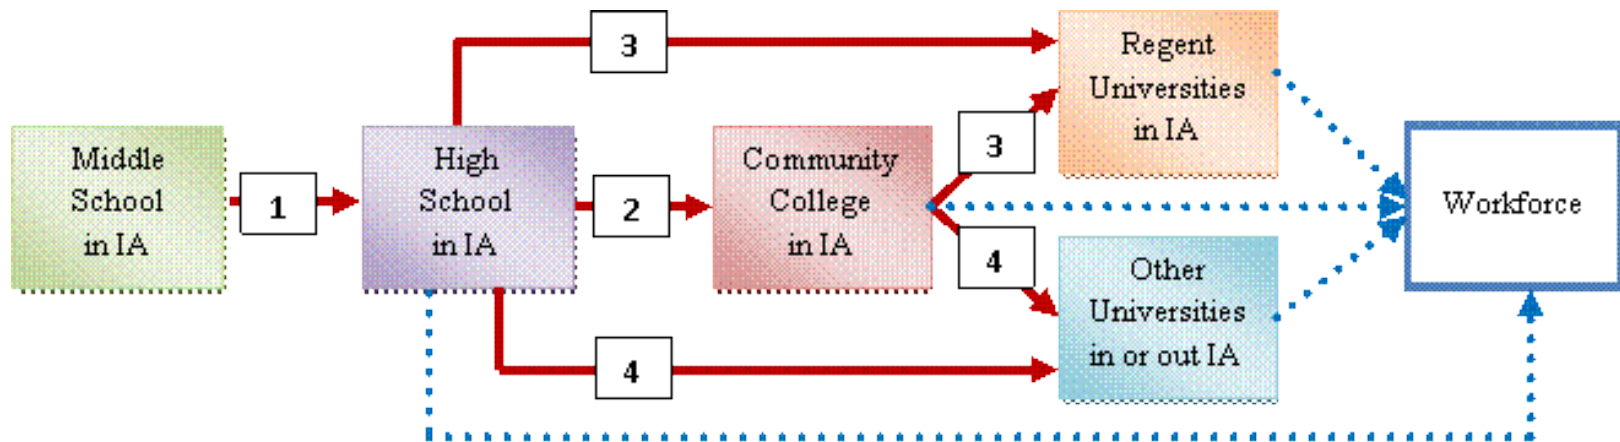 Middle
School
in IA
1
High
School
in IA
2
3
4
Community
College
in IA
3
4
Regent
Universities
in IA
Other
Universities
in or out IA
Workforce